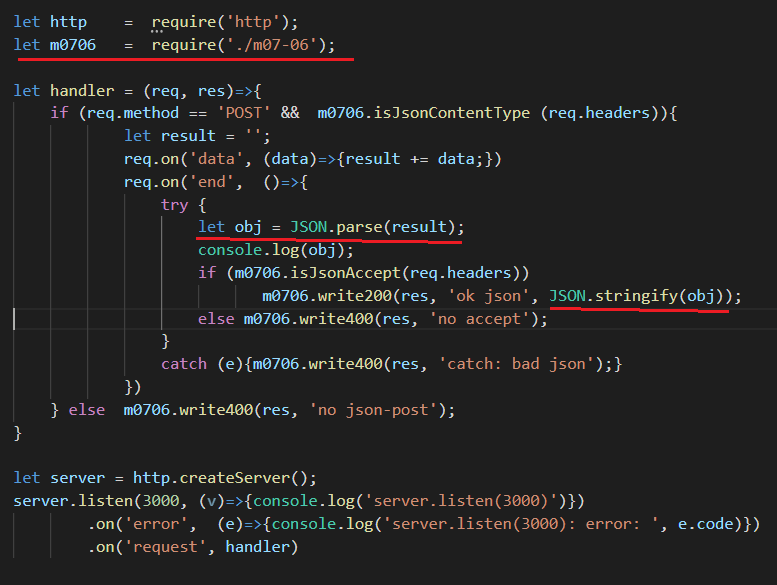 let http    =  require('http');
let m0706   =  require('./m07-06');
let handler = (req, res)=>{
    if (req.method == 'POST' &&  m0706.isJsonContentType (req.headers)){
            let result = '';
            req.on('data', (data)=>{result += data;})
            req.on('end',  ()=>{
                try {
                    let obj = JSON.parse(result);
                    console.log(obj);
                    if (m0706.isJsonAccept(req.headers))
                           m0706.write200(res, 'ok json', JSON.stringify(obj));
                    else m0706.write400(res, 'no accept');
                }
                catch (e){m0706.write400(res, 'catch: bad json');}
            })
    } else  m0706.write400(res, 'no json-post');
}
let server = http.createServer();
server.listen(3000, (v)=>{console.log('server.listen(3000)')})
        .on('error',  (e)=>{console.log('server.listen(3000): error: ', e.code)})
        .on('request', handler)